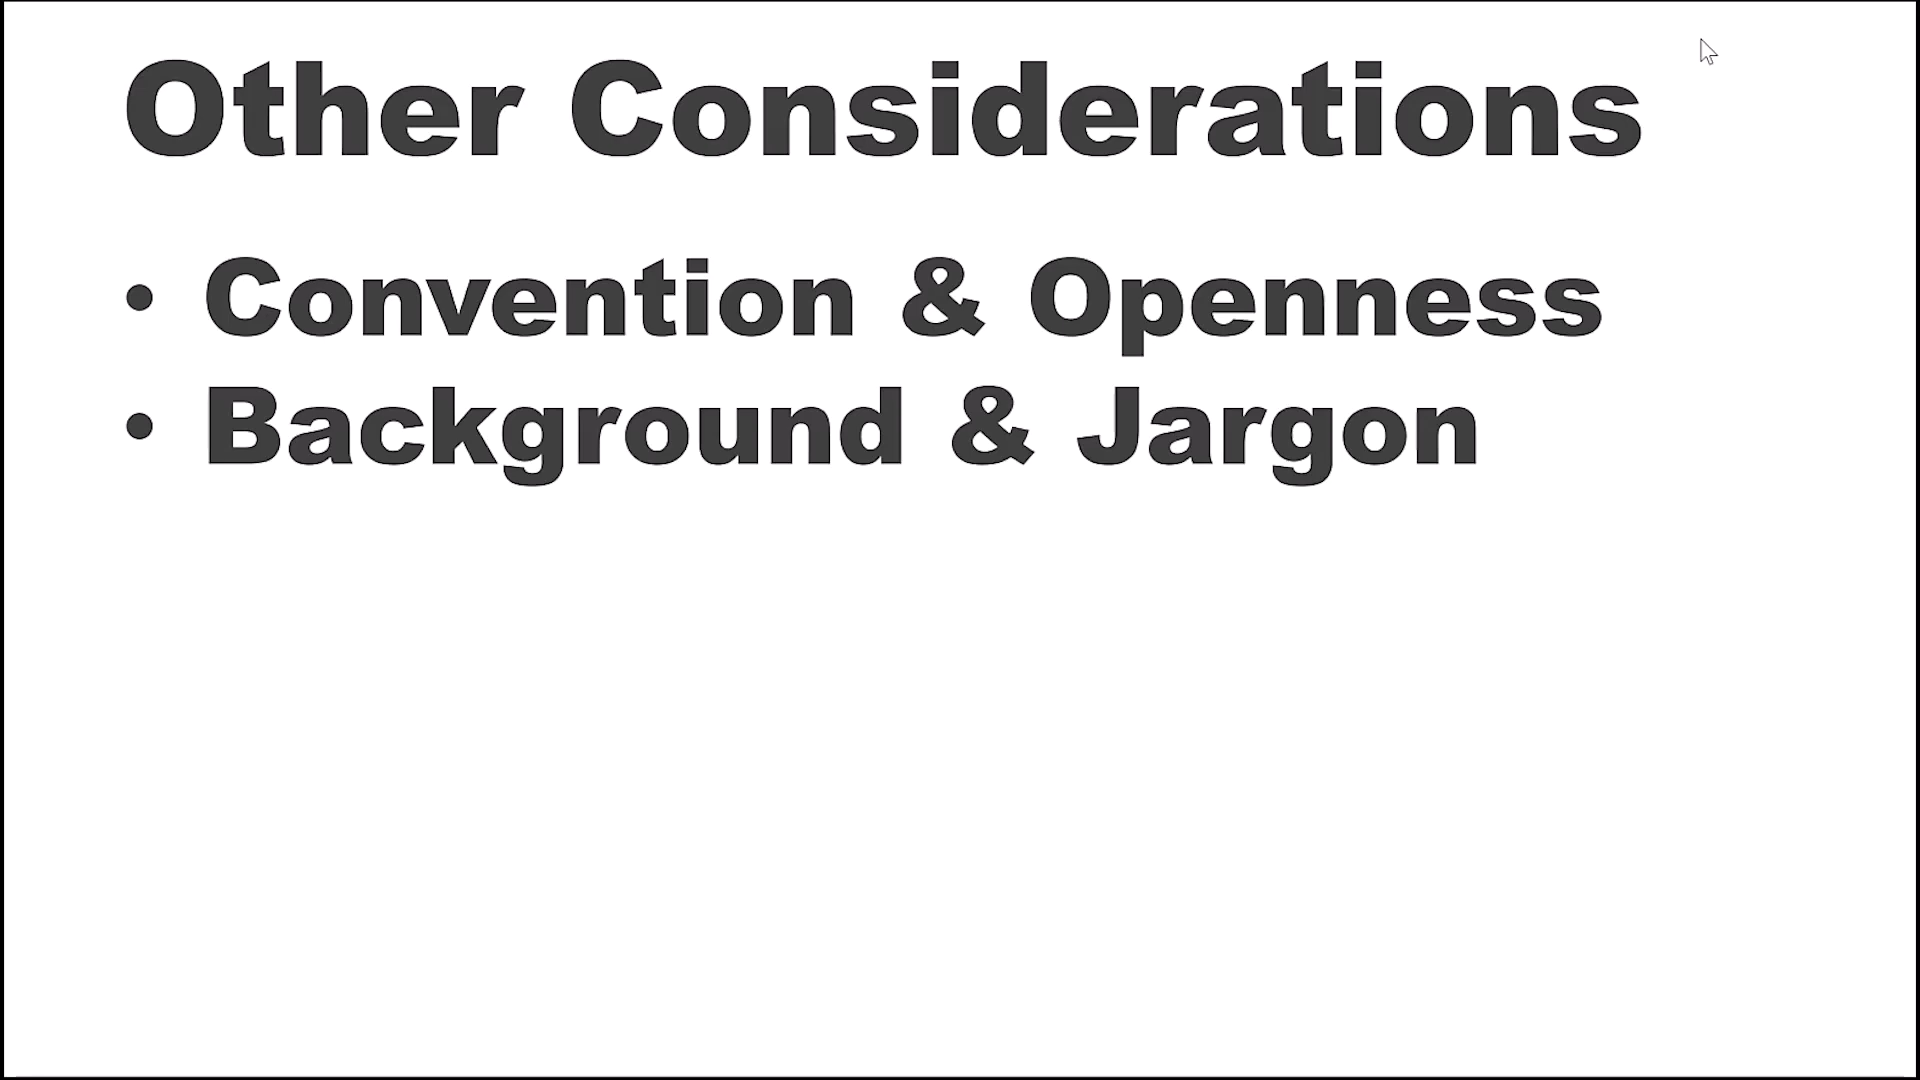 Other Considerations
• Convention & Openness
• Background & Jargon